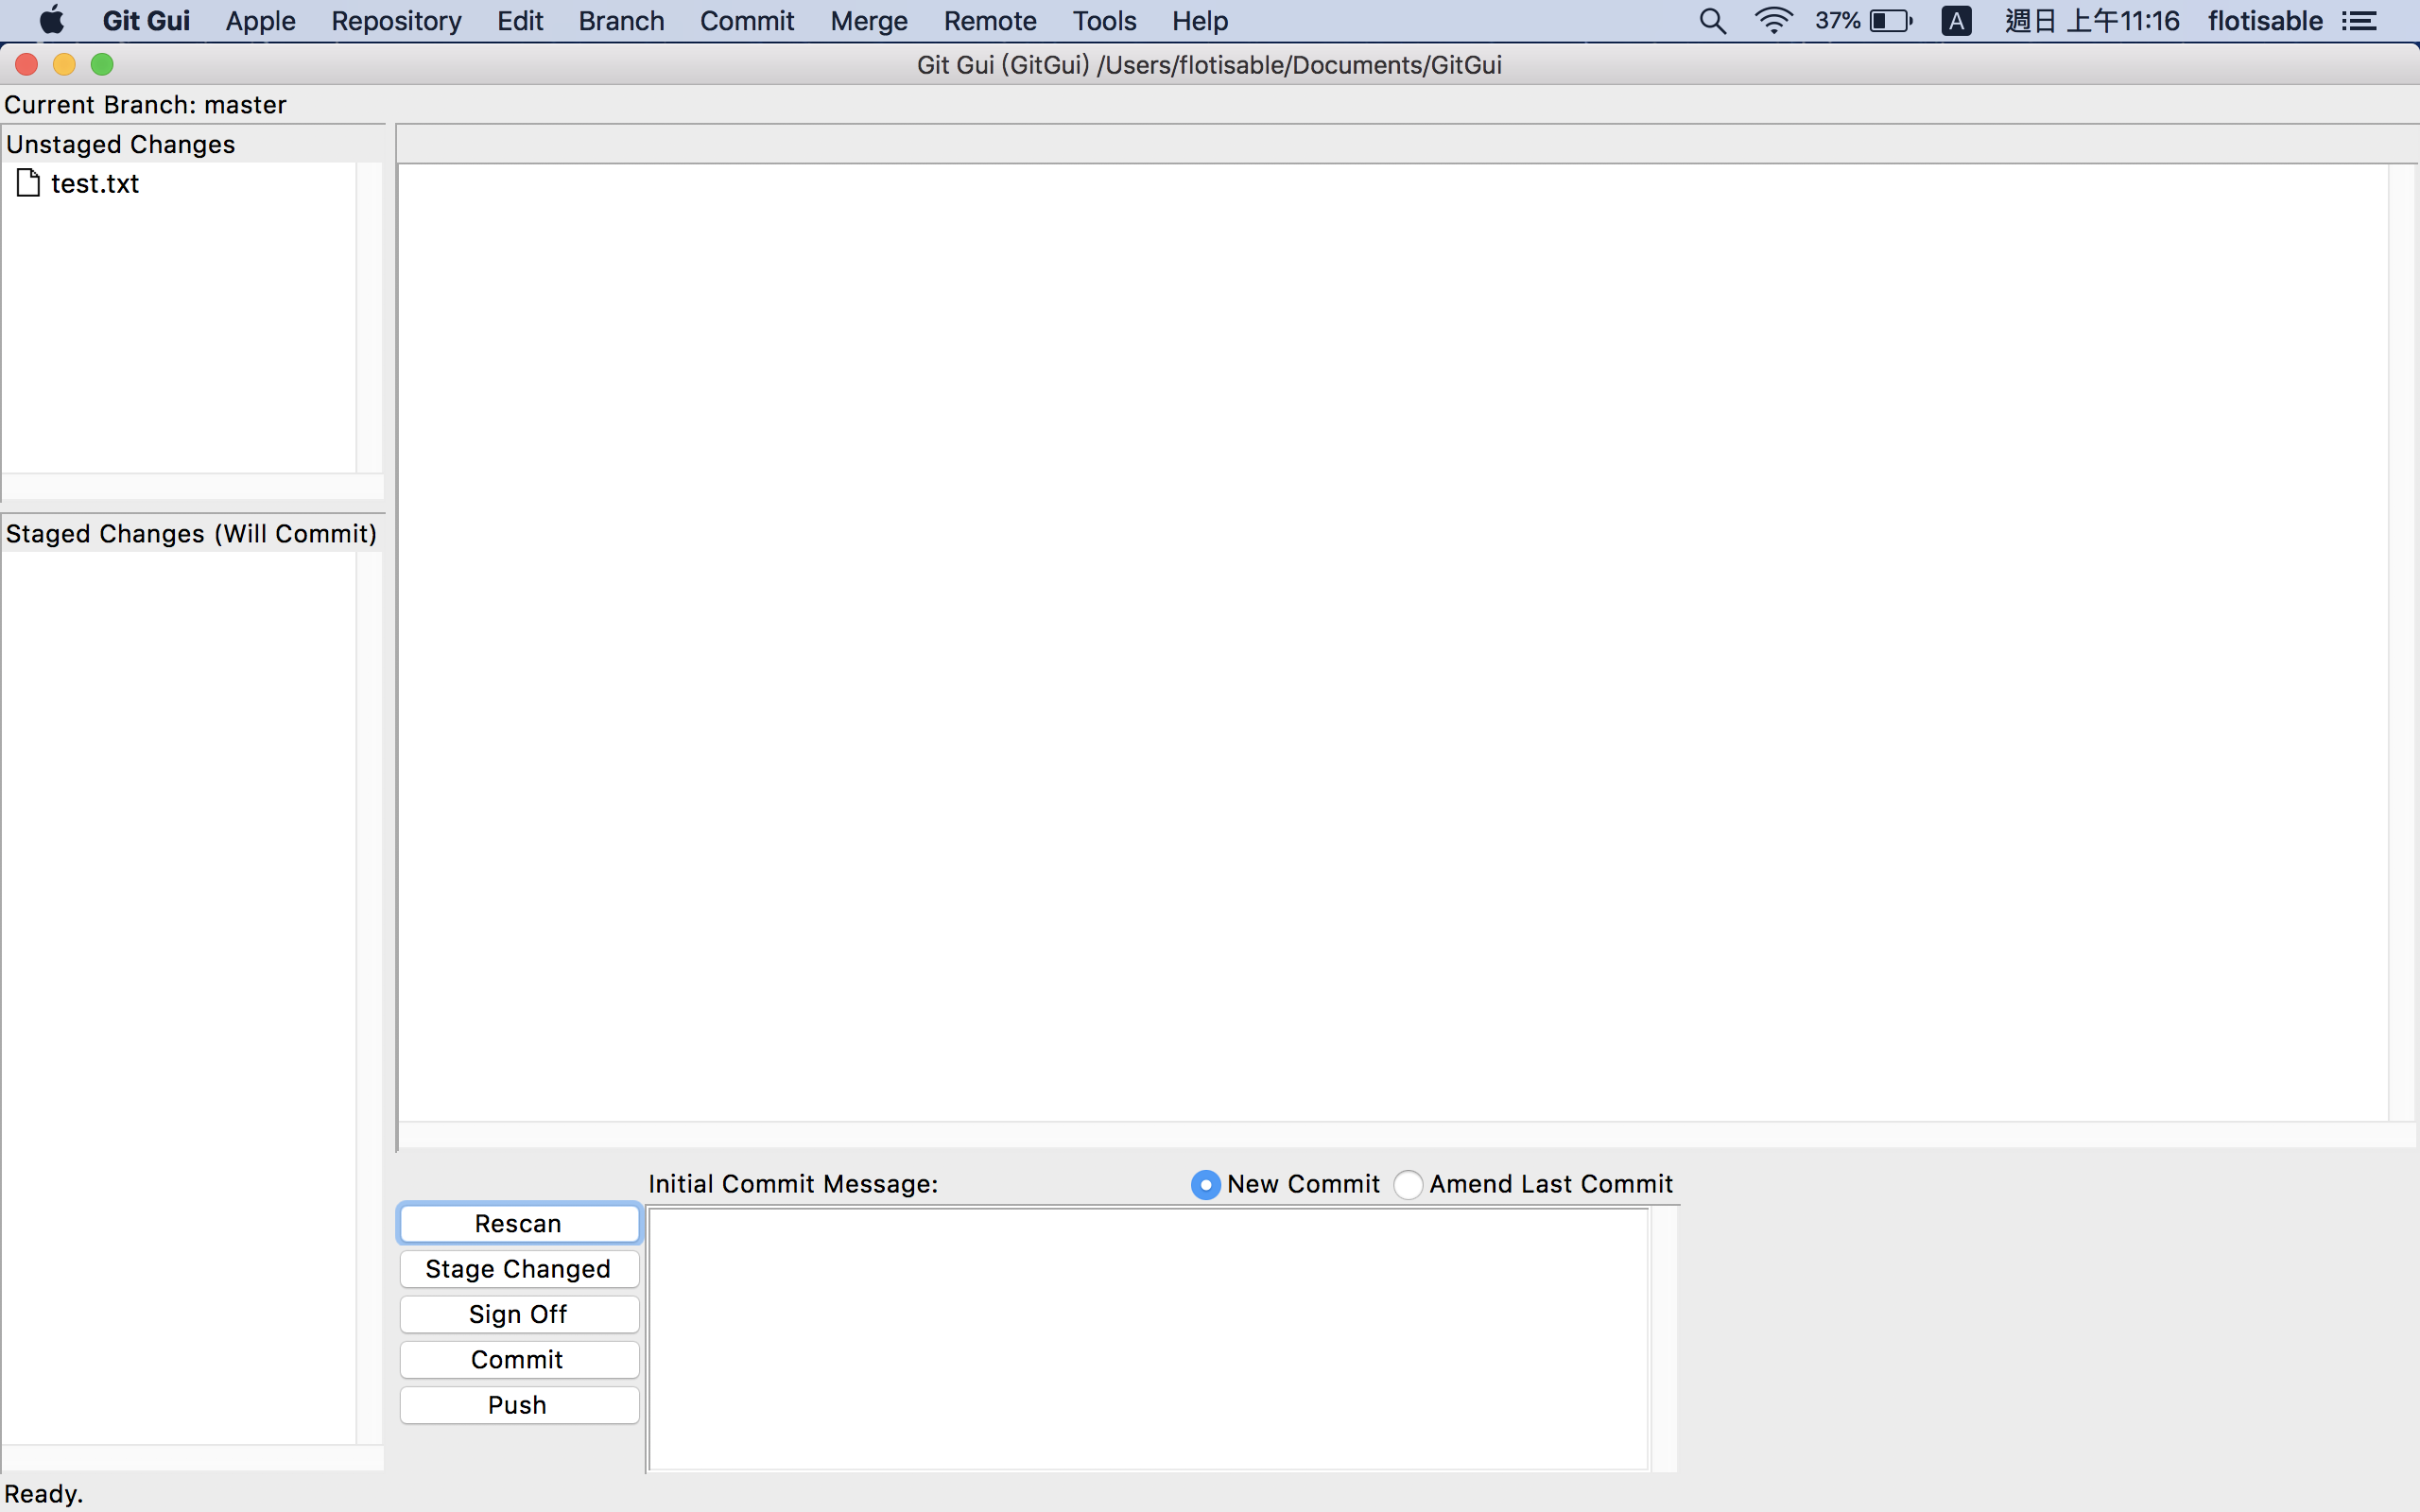 Git Gui Apple Repository Edit Branch Commit Merge Remote Tools Help 37% A 週日 上午11:16 flotisable
Git Gui (GitGui) /Users/flotisable/Documents/GitGui
Current Branch: master
Unstaged Changes
test.txt
Staged Changes (Will Commit)
Initial Commit Message: New Commit Amend Last Commit
Rescan
Stage Changed
Sign Off
Commit
Push
Ready.